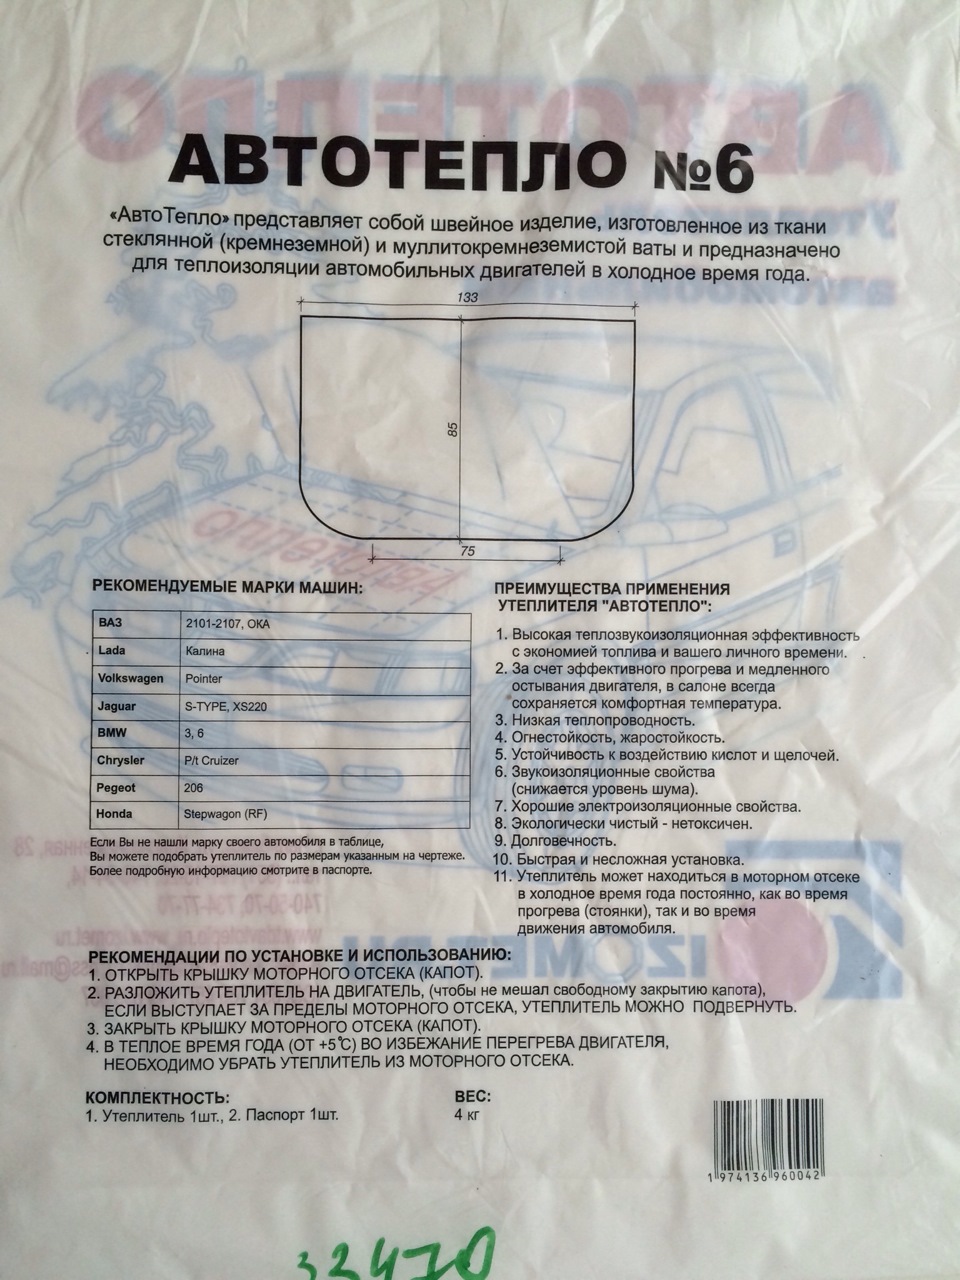 АВТОТЕПЛО №6
«АвтоТепло» представляет собой швейное изделие, изготовленное из ткани
стеклянной (кремнеземной) и муллитокремнеземистой ваты и предназначено
для теплоизоляции автомобильных двигателей в холодное время года.
133
85
75
РЕКОМЕНДУЕМЫЕ МАРКИ МАШИН:
ВАЗ 2101-2107, ОКА
Lada Калина
Volkswagen Pointer
Jaguar S-TYPE, XS220
BMW 3, 6
Chrysler P/t Cruizer
Pegeot 206
Honda Stepwagon (RF)
Если Вы не нашли марку своего автомобиля в таблице,
Вы можете подобрать утеплитель по размерам указанным на чертеже.
Более подробную информацию смотрите в паспорте.
ПРЕИМУЩЕСТВА ПРИМЕНЕНИЯ
УТЕПЛИТЕЛЯ "АВТОТЕПЛО":
1. Высокая теплозвукоизоляционная эффективность
с экономией топлива и вашего личного времени.
2. За счет эффективного прогрева и медленного
остывания двигателя, в салоне всегда
сохраняется комфортная температура.
3. Низкая теплопроводность.
4. Огнестойкость, жаростойкость.
5. Устойчивость к воздействию кислот и щелочей.
6. Звукоизоляционные свойства
(снижается уровень шума).
7. Хорошие электроизоляционные свойства.
8. Экологически чистый - нетоксичен.
9. Долговечность.
10. Быстрая и несложная установка.
11. Утеплитель может находиться в моторном отсеке
в холодное время года постоянно, как во время
прогрева (стоянки), так и во время
движения автомобиля.
РЕКОМЕНДАЦИИ ПО УСТАНОВКЕ И ИСПОЛЬЗОВАНИЮ:
1. ОТКРЫТЬ КРЫШКУ МОТОРНОГО ОТСЕКА (КАПОТ).
2. РАЗЛОЖИТЬ УТЕПЛИТЕЛЬ НА ДВИГАТЕЛЬ, (чтобы не мешал свободному закрытию капота),
ЕСЛИ ВЫСТУПАЕТ ЗА ПРЕДЕЛЫ МОТОРНОГО ОТСЕКА, УТЕПЛИТЕЛЬ МОЖНО ПОДВЕРНУТЬ.
3. ЗАКРЫТЬ КРЫШКУ МОТОРНОГО ОТСЕКА (КАПОТ).
4. В ТЕПЛОЕ ВРЕМЯ ГОДА (ОТ +5℃) ВО ИЗБЕЖАНИЕ ПЕРЕГРЕВА ДВИГАТЕЛЯ,
НЕОБХОДИМО УБРАТЬ УТЕПЛИТЕЛЬ ИЗ МОТОРНОГО ОТСЕКА.
КОМПЛЕКТНОСТЬ:
1. Утеплитель 1шт., 2. Паспорт 1шт.
ВЕС:
4 кг
1 974136 960042
33470